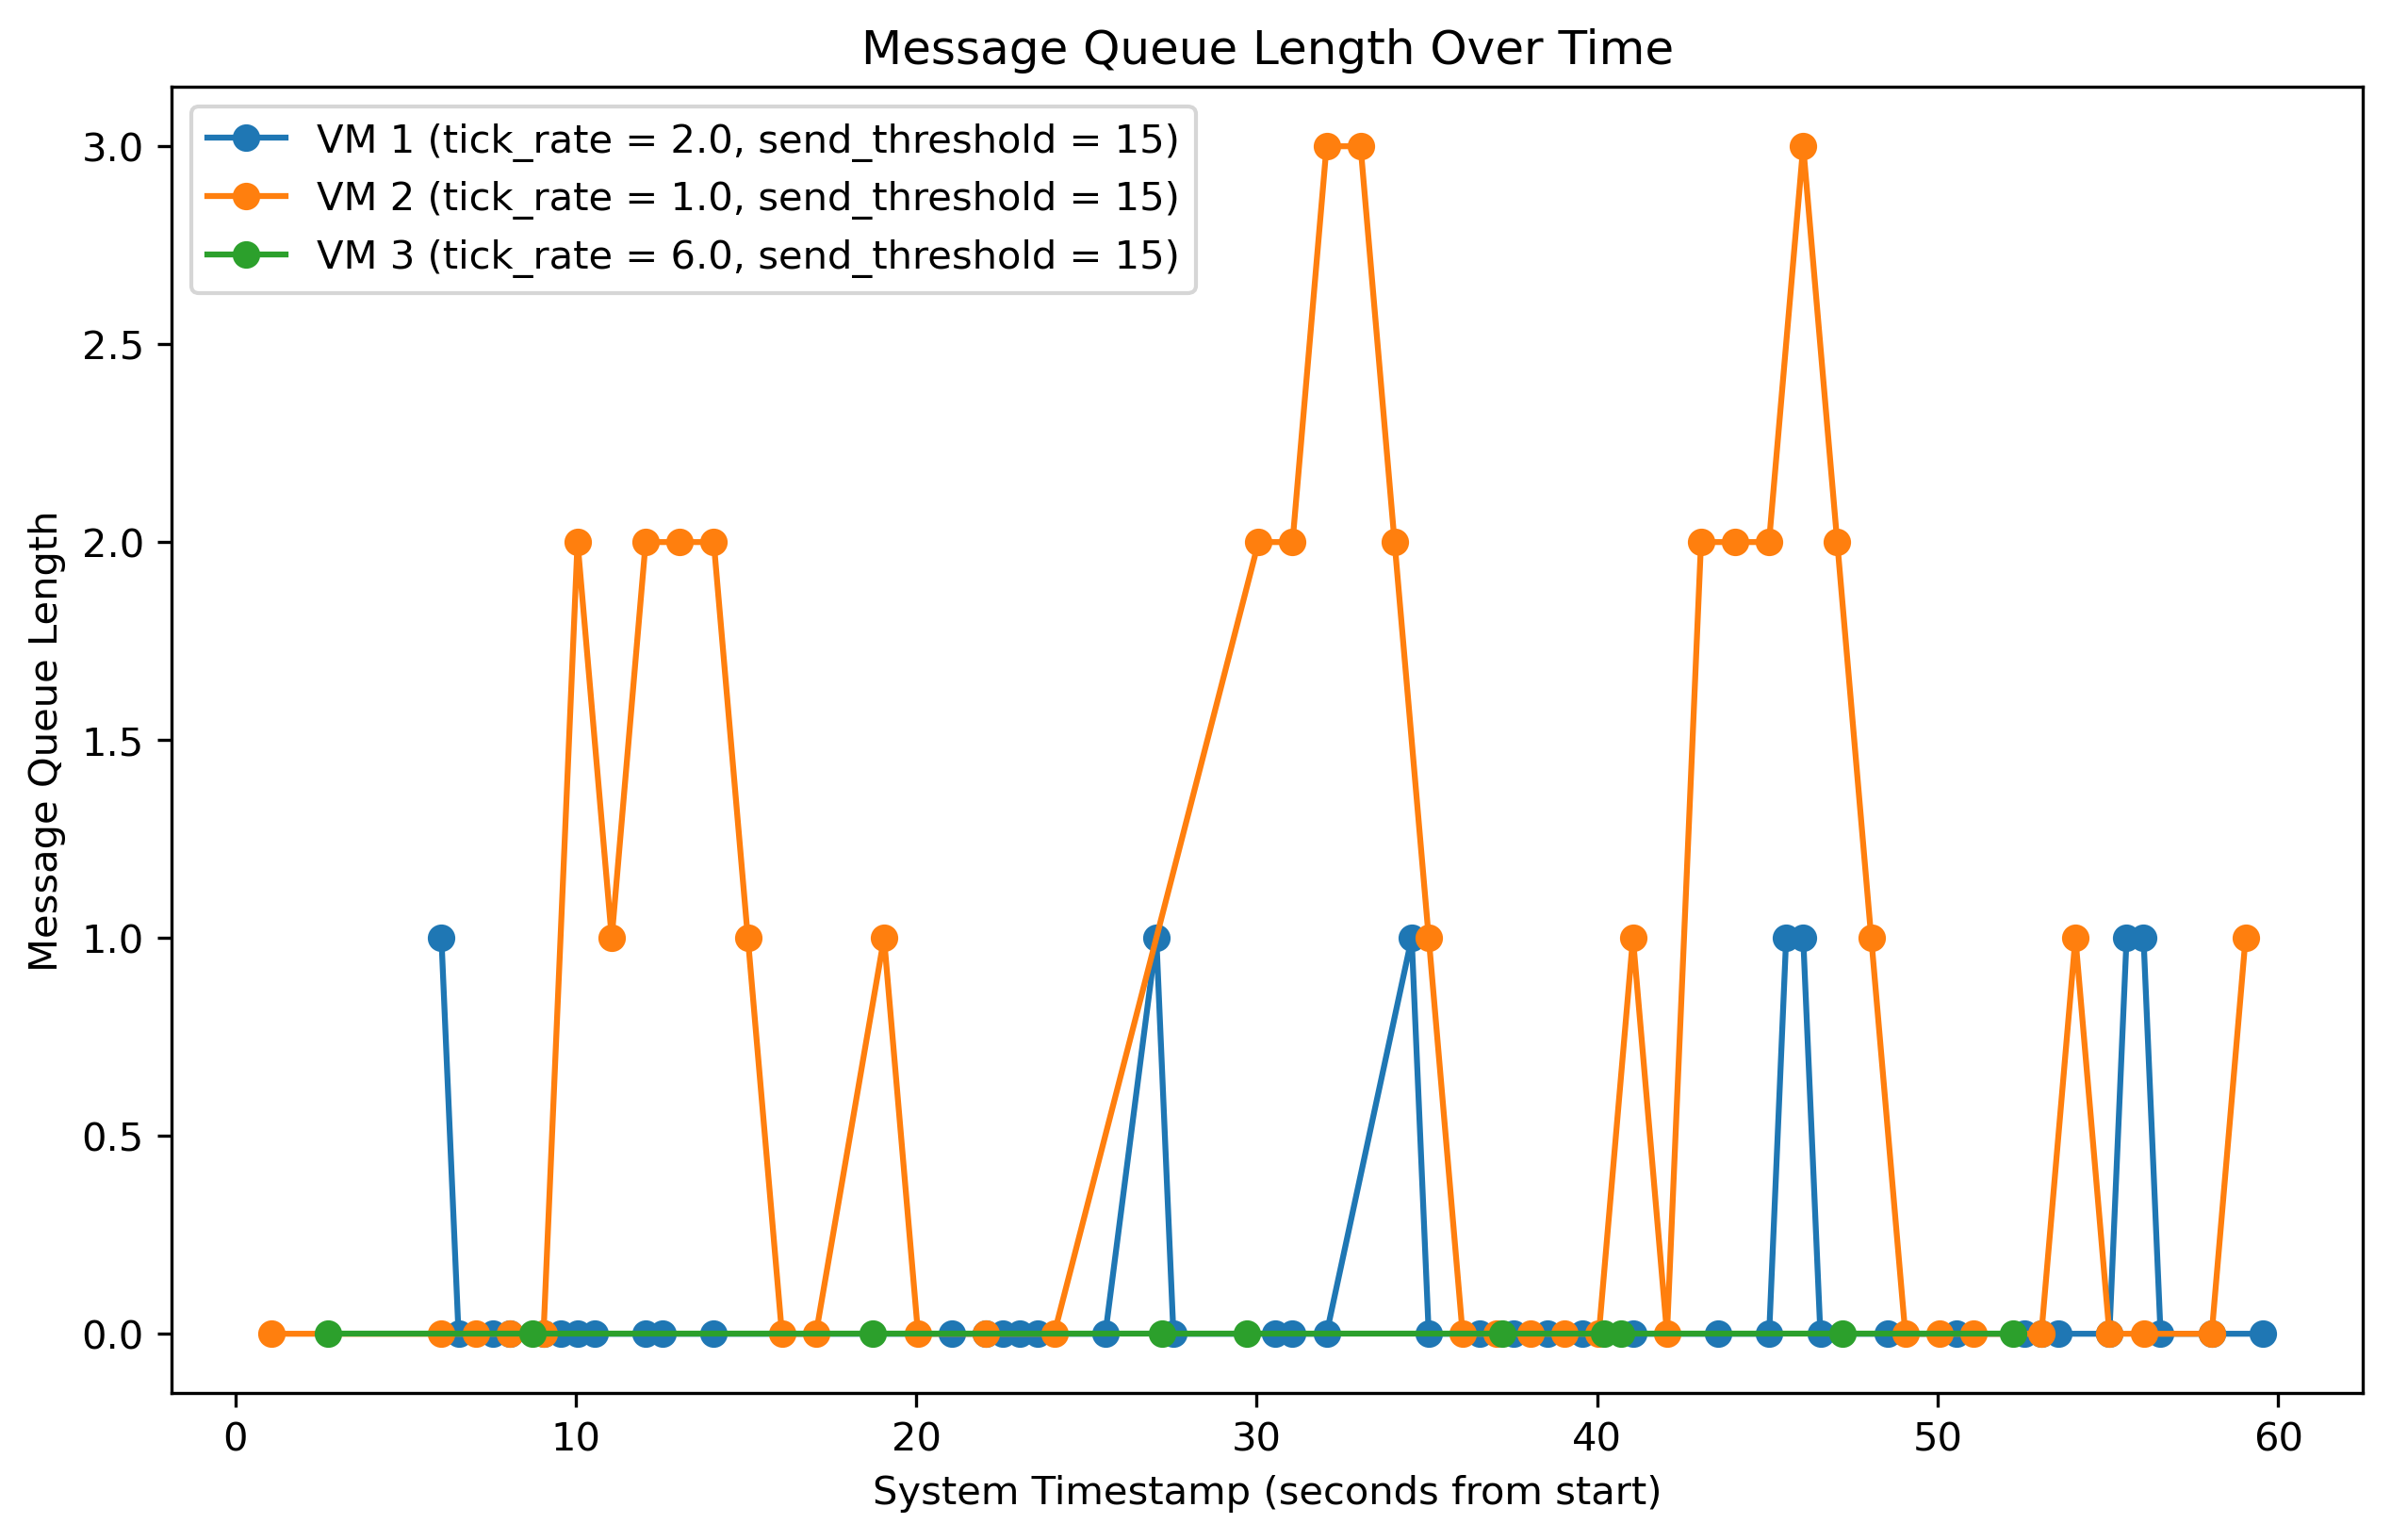 Message Queue Length Over Time
VM 1 (tick_rate = 2.0, send_threshold = 15)
VM 2 (tick_rate = 1.0, send_threshold = 15)
VM 3 (tick_rate = 6.0, send_threshold = 15)
Message Queue Length
3.0
2.5
2.0
1.5
1.0
0.5
0.0
0 10 20 30 40 50 60
System Timestamp (seconds from start)